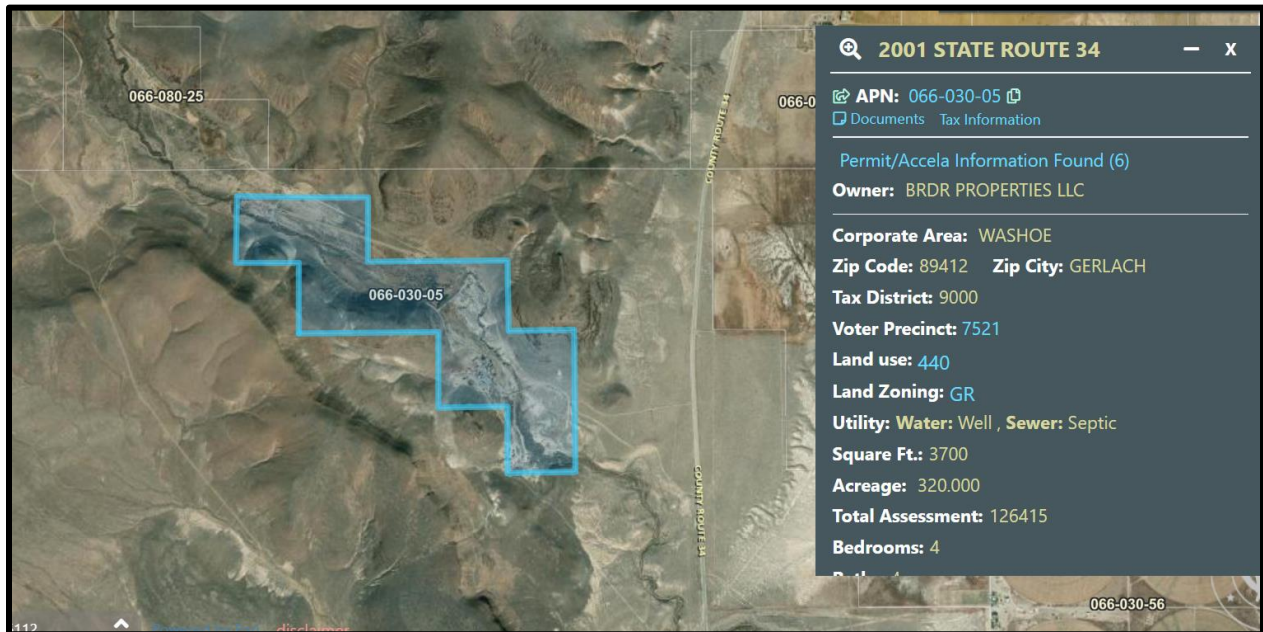 066-080-25
066-0
COUNTY ROUTE 34
066-030-05
COUNTY ROUTE 34
2001 STATE ROUTE 34
X
APN: 066-030-05
Documents Tax Information
Permit/Accela Information Found (6)
Owner: BRDR PROPERTIES LLC
Corporate Area: WASHOE
Zip Code: 89412 Zip City: GERLACH
Tax District: 9000
Voter Precinct: 7521
Land use: 440
Land Zoning: GR
Utility: Water: Well , Sewer: Septic
Square Ft.: 3700
Acreage: 320.000
Total Assessment: 126415
Bedrooms: 4
066-030-56
112
disclaimer